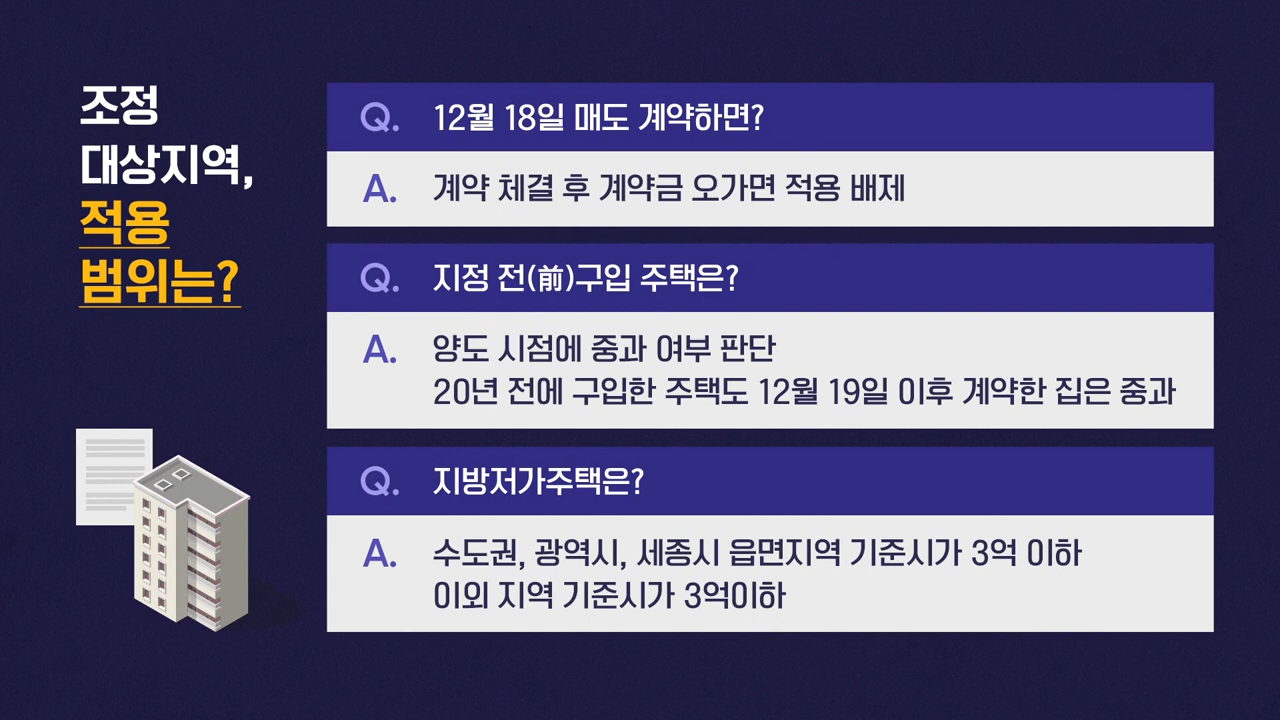 조정
대상지역,
적용
범위는?
Q. 12월 18일 매도 계약하면?
A. 계약 체결 후 계약금 오가면 적용 배제
Q. 지정 전(前)구입 주택은?
A. 양도 시점에 중과 여부 판단
20년 전에 구입한 주택도 12월 19일 이후 계약한 집은 중과
Q. 지방저가주택은?
A. 수도권, 광역시, 세종시 읍면지역 기준시가 3억 이하
이외 지역 기준시가 3억이하